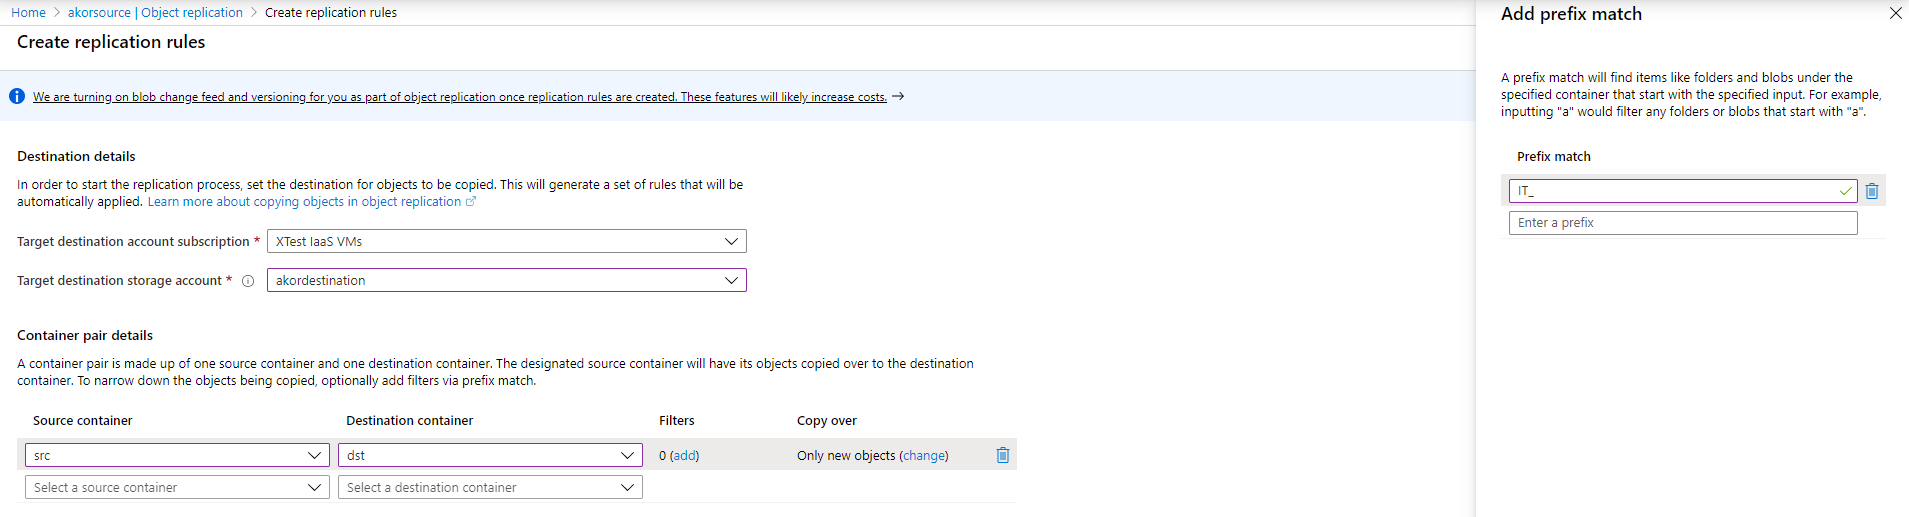 Home > akorsource | Object replication > Create replication rules
Create replication rules
We are turning on blob change feed and versioning for you as part of object replication once replication rules are created. These features will likely increase costs. →
Destination details
In order to start the replication process, set the destination for objects to be copied. This will generate a set of rules that will be
automatically applied. Learn more about copying objects in object replication
Target destination account subscription * XTest IaaS VMs
Target destination storage account * akordestination
Container pair details
A container pair is made up of one source container and one destination container. The designated source container will have its objects copied over to the destination
container. To narrow down the objects being copied, optionally add filters via prefix match.
Source container Destination container Filters Copy over
src dst 0 (add) Only new objects (change)
Select a source container Select a destination container
Add prefix match
A prefix match will find items like folders and blobs under the
specified container that start with the specified input. For example,
inputting "a" would filter any folders or blobs that start with "a".
Prefix match
IT_
Enter a prefix